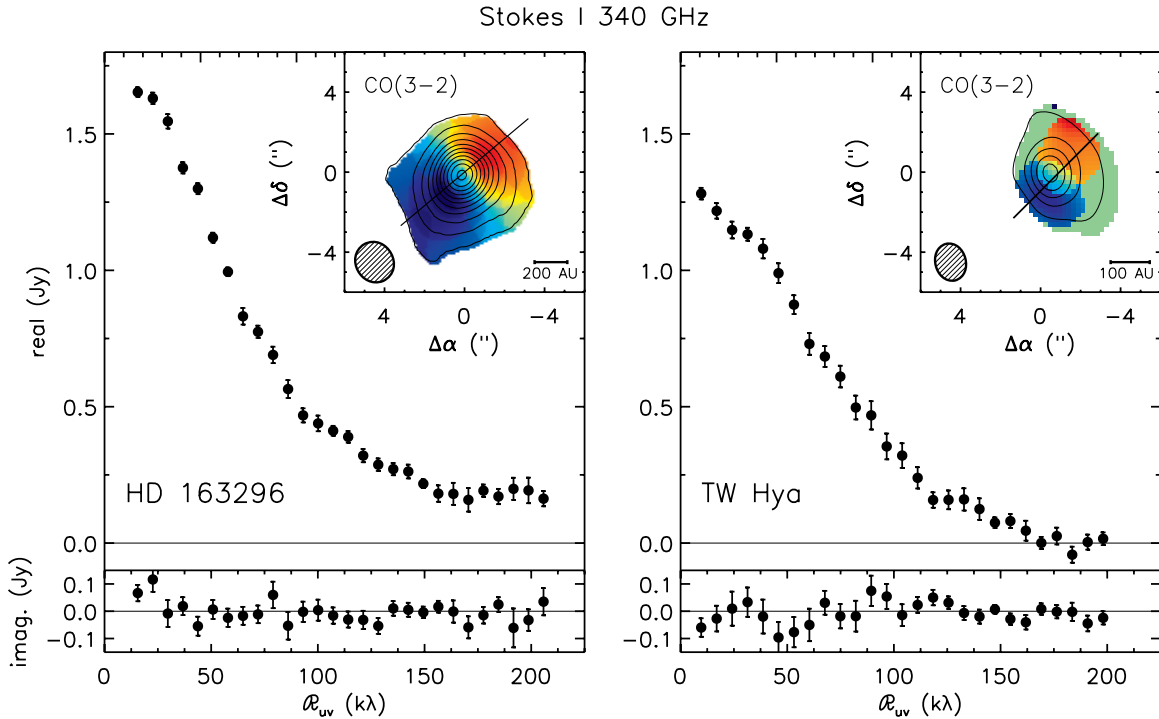 Stokes I 340 GHz
CO(3−2)
4
0
−4
Δδ (")
200 AU
4 0 −4
Δα (")
1.5
1.0
0.5
0.0
real (Jy)
HD 163296
0.1
0.0
−0.1
imag. (Jy)
0 50 100 150 200
ℛuv (kλ)
CO(3−2)
4
0
−4
Δδ (")
100 AU
4 0 −4
Δα (")
1.5
1.0
0.5
0.0
TW Hya
0.1
0.0
−0.1
0 50 100 150 200
ℛuv (kλ)